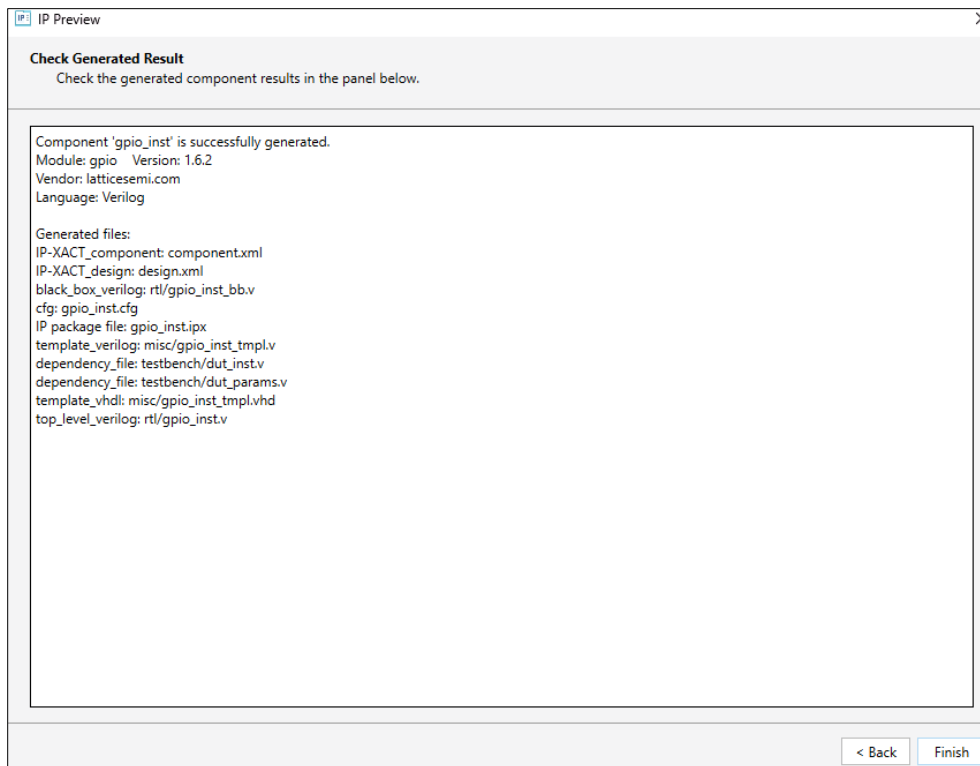 IP Preview
Check Generated Result
Check the generated component results in the panel below.
Component 'gpio_inst' is successfully generated.
Module: gpio    Version: 1.6.2
Vendor: latticesemi.com
Language: Verilog
Generated files:
IP-XACT_component: component.xml
IP-XACT_design: design.xml
black_box_verilog: rtl/gpio_inst_bb.v
cfg: gpio_inst.cfg
IP package file: gpio_inst.ipx
template_verilog: misc/gpio_inst_tmpl.v
dependency_file: testbench/dut_inst.v
dependency_file: testbench/dut_params.v
template_vhdl: misc/gpio_inst_tmpl.vhd
top_level_verilog: rtl/gpio_inst.v
< Back    Finish